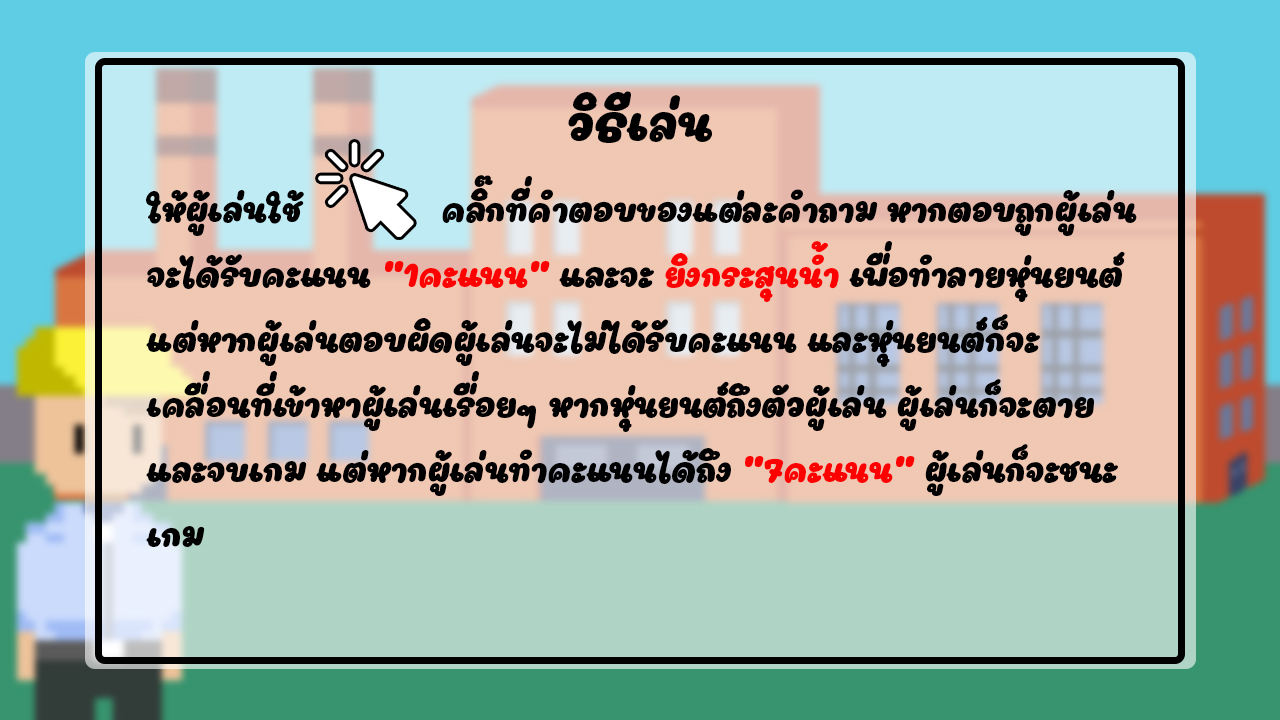 วิธีเล่น
ให้ผู้เล่นใช้ คลิ๊กที่คำตอบของแต่ละคำถาม หากตอบถูกผู้เล่น
จะได้รับคะแนน "1คะแนน" และจะ ยิงกระสุนน้ำ เพื่อทำลายหุ่นยนต์
แต่หากผู้เล่นตอบผิดผู้เล่นจะไม่ได้รับคะแนน และหุ่นยนต์ก็จะ
เคลื่อนที่เข้าหาผู้เล่นเรื่อยๆ หากหุ่นยนต์ถึงตัวผู้เล่น ผู้เล่นก็จะตาย
และจบเกม แต่หากผู้เล่นทำคะแนนได้ถึง "7คะแนน" ผู้เล่นก็จะชนะ
เกม